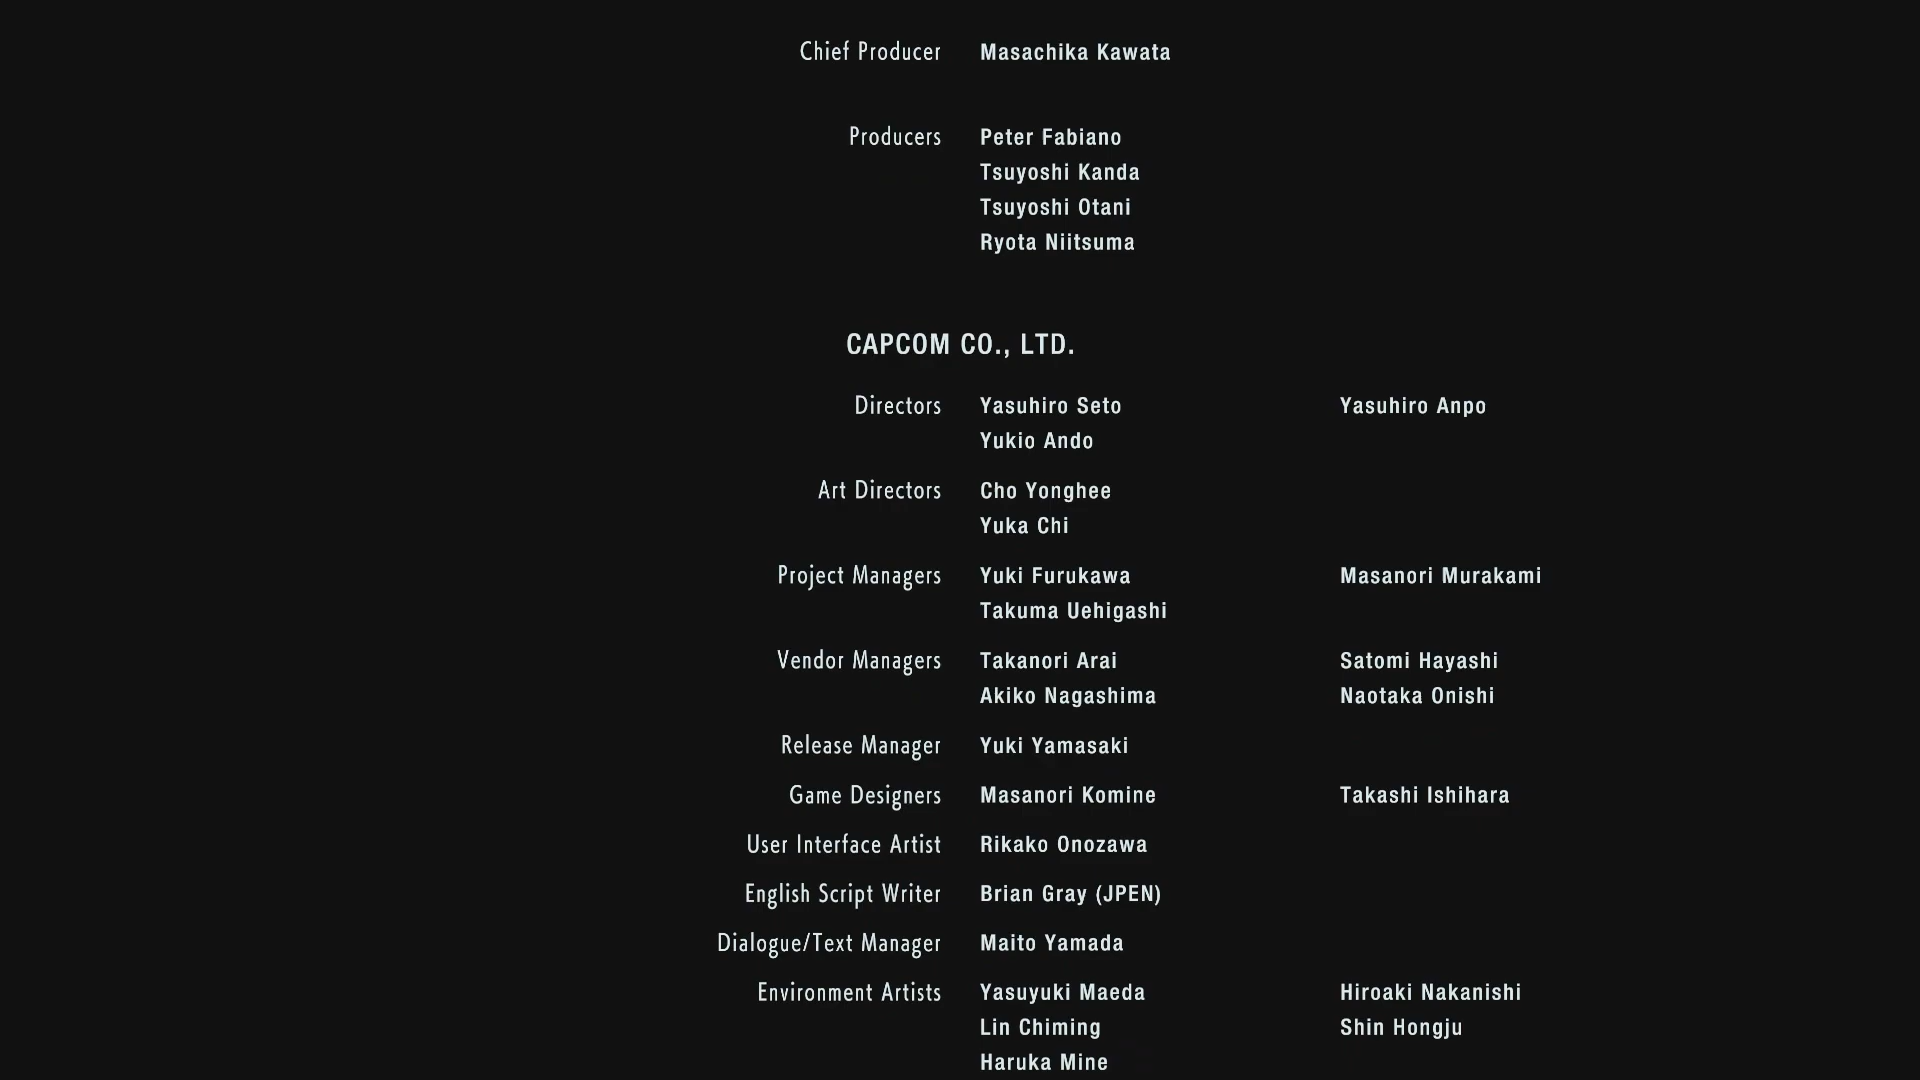 Chief Producer Masachika Kawata
Producers Peter Fabiano
Tsuyoshi Kanda
Tsuyoshi Otani
Ryota Niitsuma
CAPCOM CO., LTD.
Directors Yasuhiro Seto Yasuhiro Anpo
Yukio Ando
Art Directors Cho Yonghee
Yuka Chi
Project Managers Yuki Furukawa Masanori Murakami
Takuma Uehigashi
Vendor Managers Takanori Arai Satomi Hayashi
Akiko Nagashima Naotaka Onishi
Release Manager Yuki Yamasaki
Game Designers Masanori Komine Takashi Ishihara
User Interface Artist Rikako Onozawa
English Script Writer Brian Gray (JPEN)
Dialogue/Text Manager Maito Yamada
Environment Artists Yasuyuki Maeda Hiroaki Nakanishi
Lin Chiming Shin Hongju
Haruka Mine